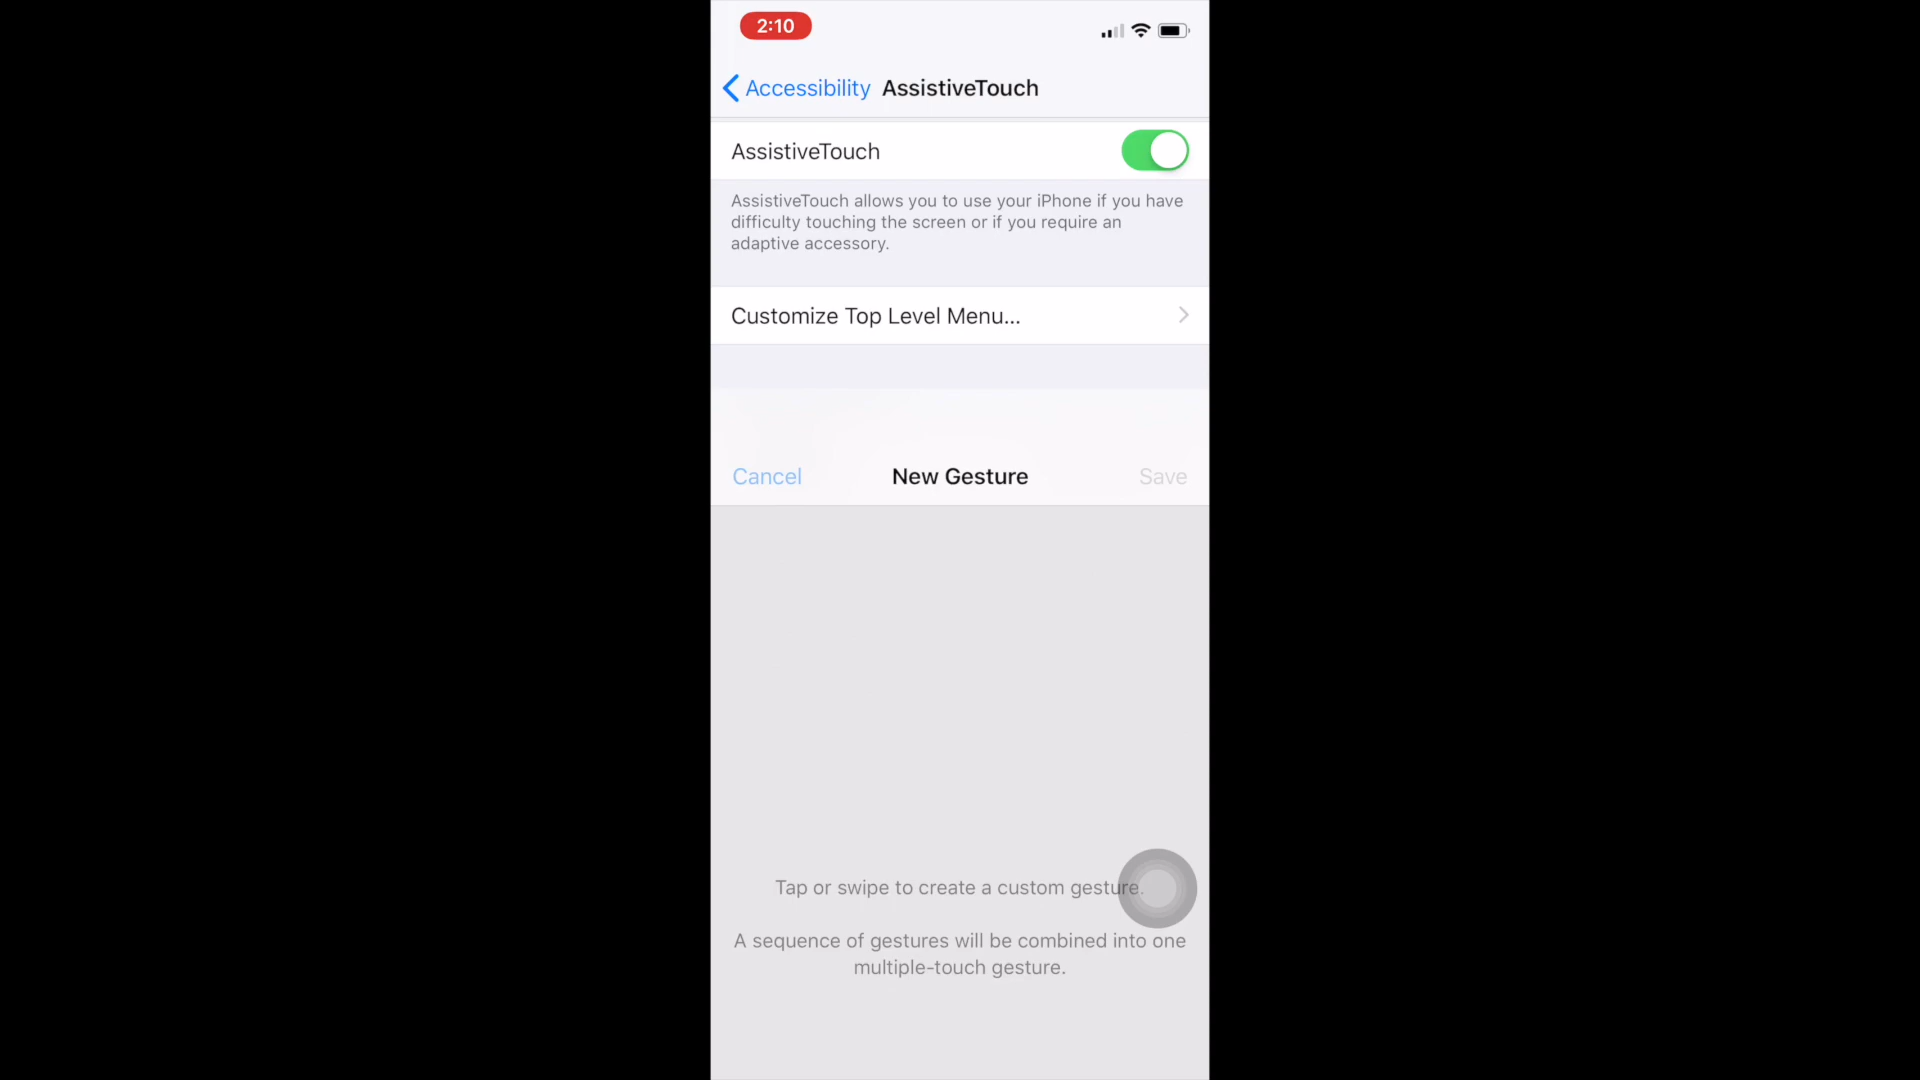 2:10
Accessibility AssistiveTouch
AssistiveTouch
AssistiveTouch allows you to use your iPhone if you have
difficulty touching the screen or if you require an
adaptive accessory.
Customize Top Level Menu...
Cancel New Gesture Save
Tap or swipe to create a custom gesture.
A sequence of gestures will be combined into one
multiple-touch gesture.